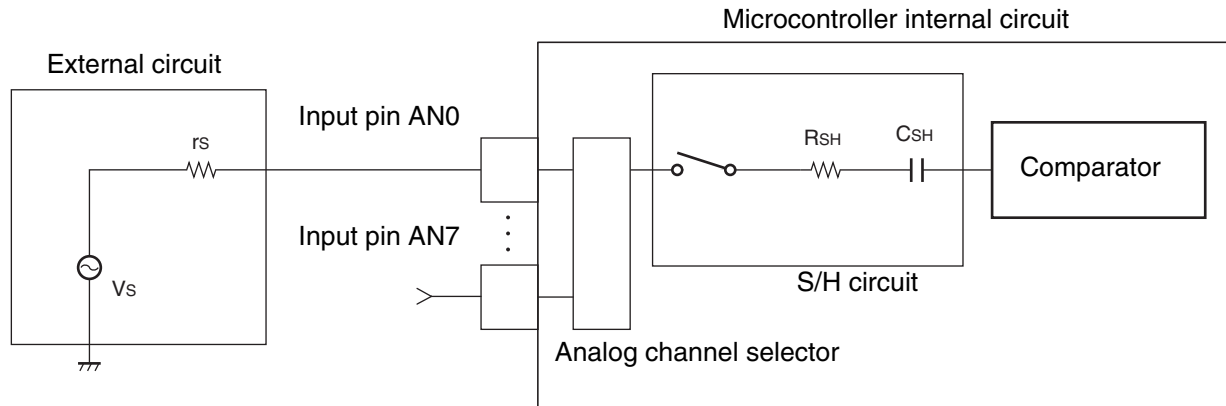 Microcontroller internal circuit
External circuit
Input pin AN0
rS
RSH
CSH
Comparator
Input pin AN7
VS
S/H circuit
Analog channel selector